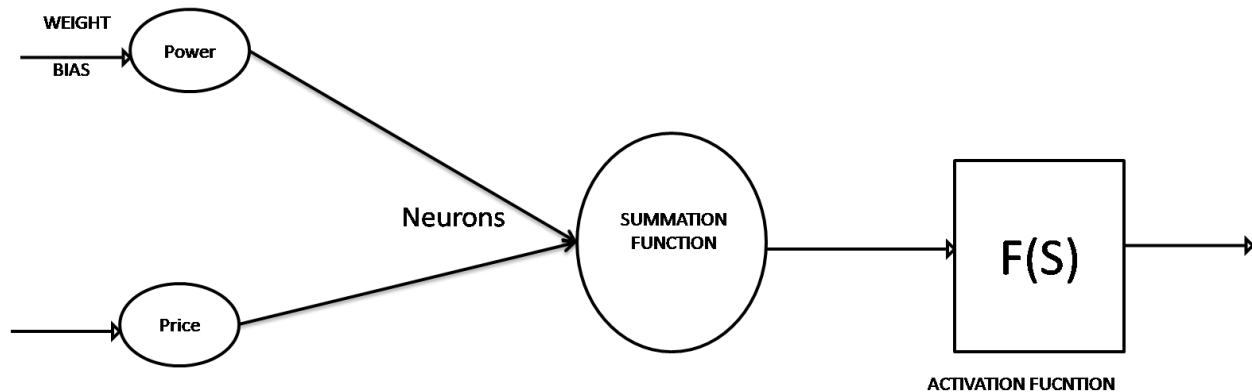 WEIGHT
BIAS
Power
Neurons
SUMMATION
FUNCTION
F(S)
Price
ACTIVATION FUCNTION